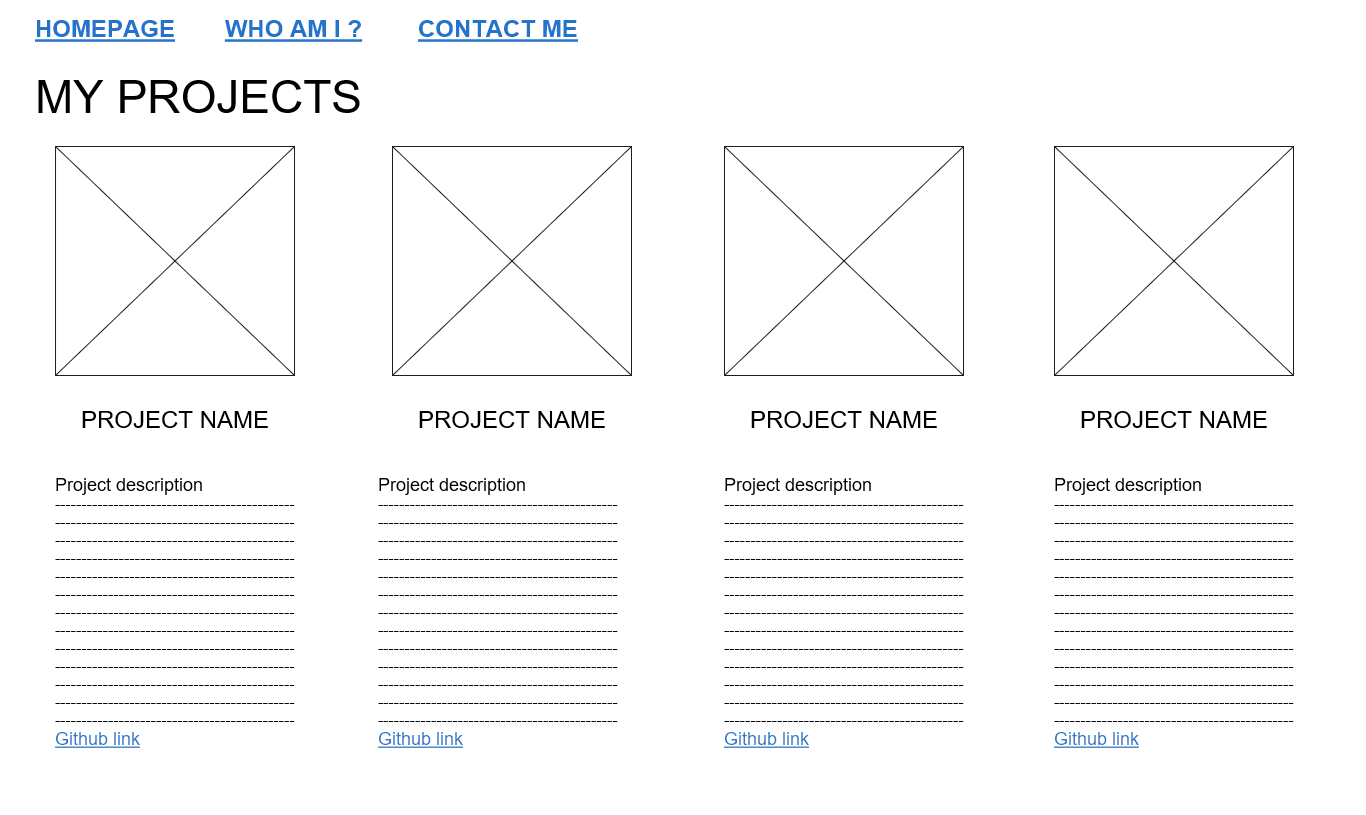 HOMEPAGE WHO AM I ? CONTACT ME
MY PROJECTS
PROJECT NAME PROJECT NAME PROJECT NAME PROJECT NAME
Project description Project description Project description Project description
Github link Github link Github link Github link